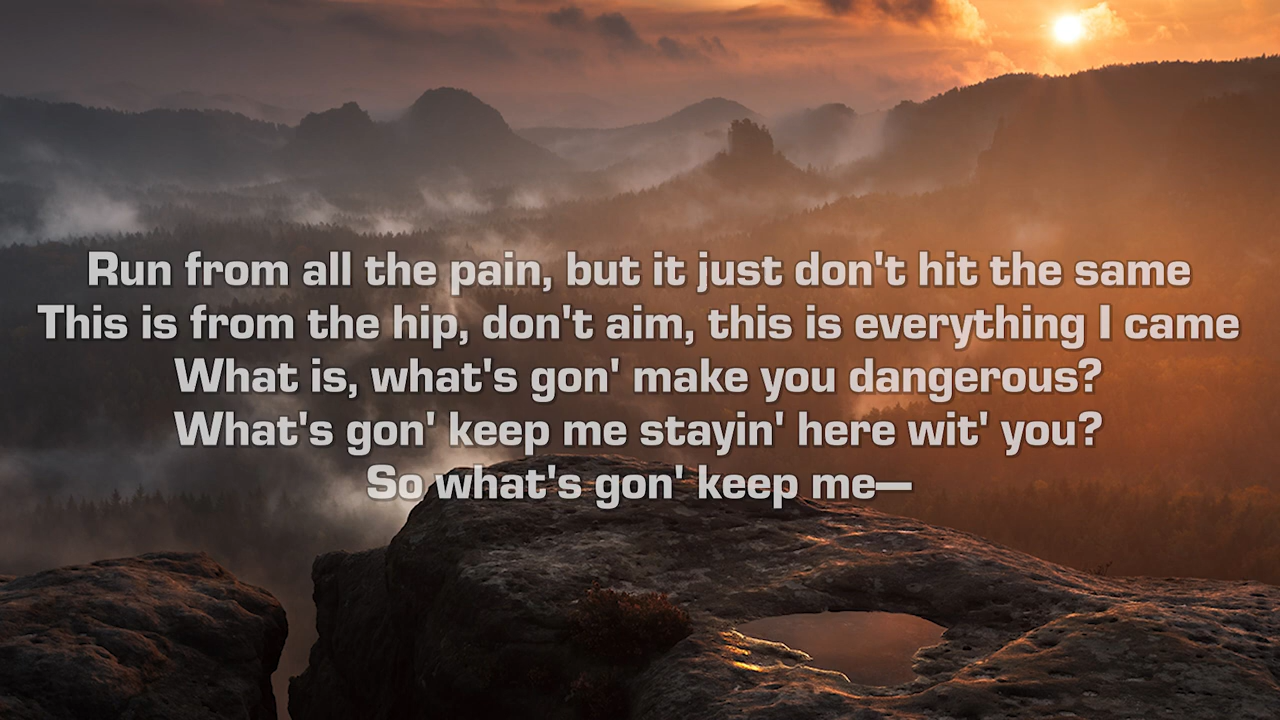 Run from all the pain, but it just don't hit the same
This is from the hip, don't aim, this is everything I came
What is, what's gon' make you dangerous?
What's gon' keep me stayin' here wit' you?
So what's gon' keep me—